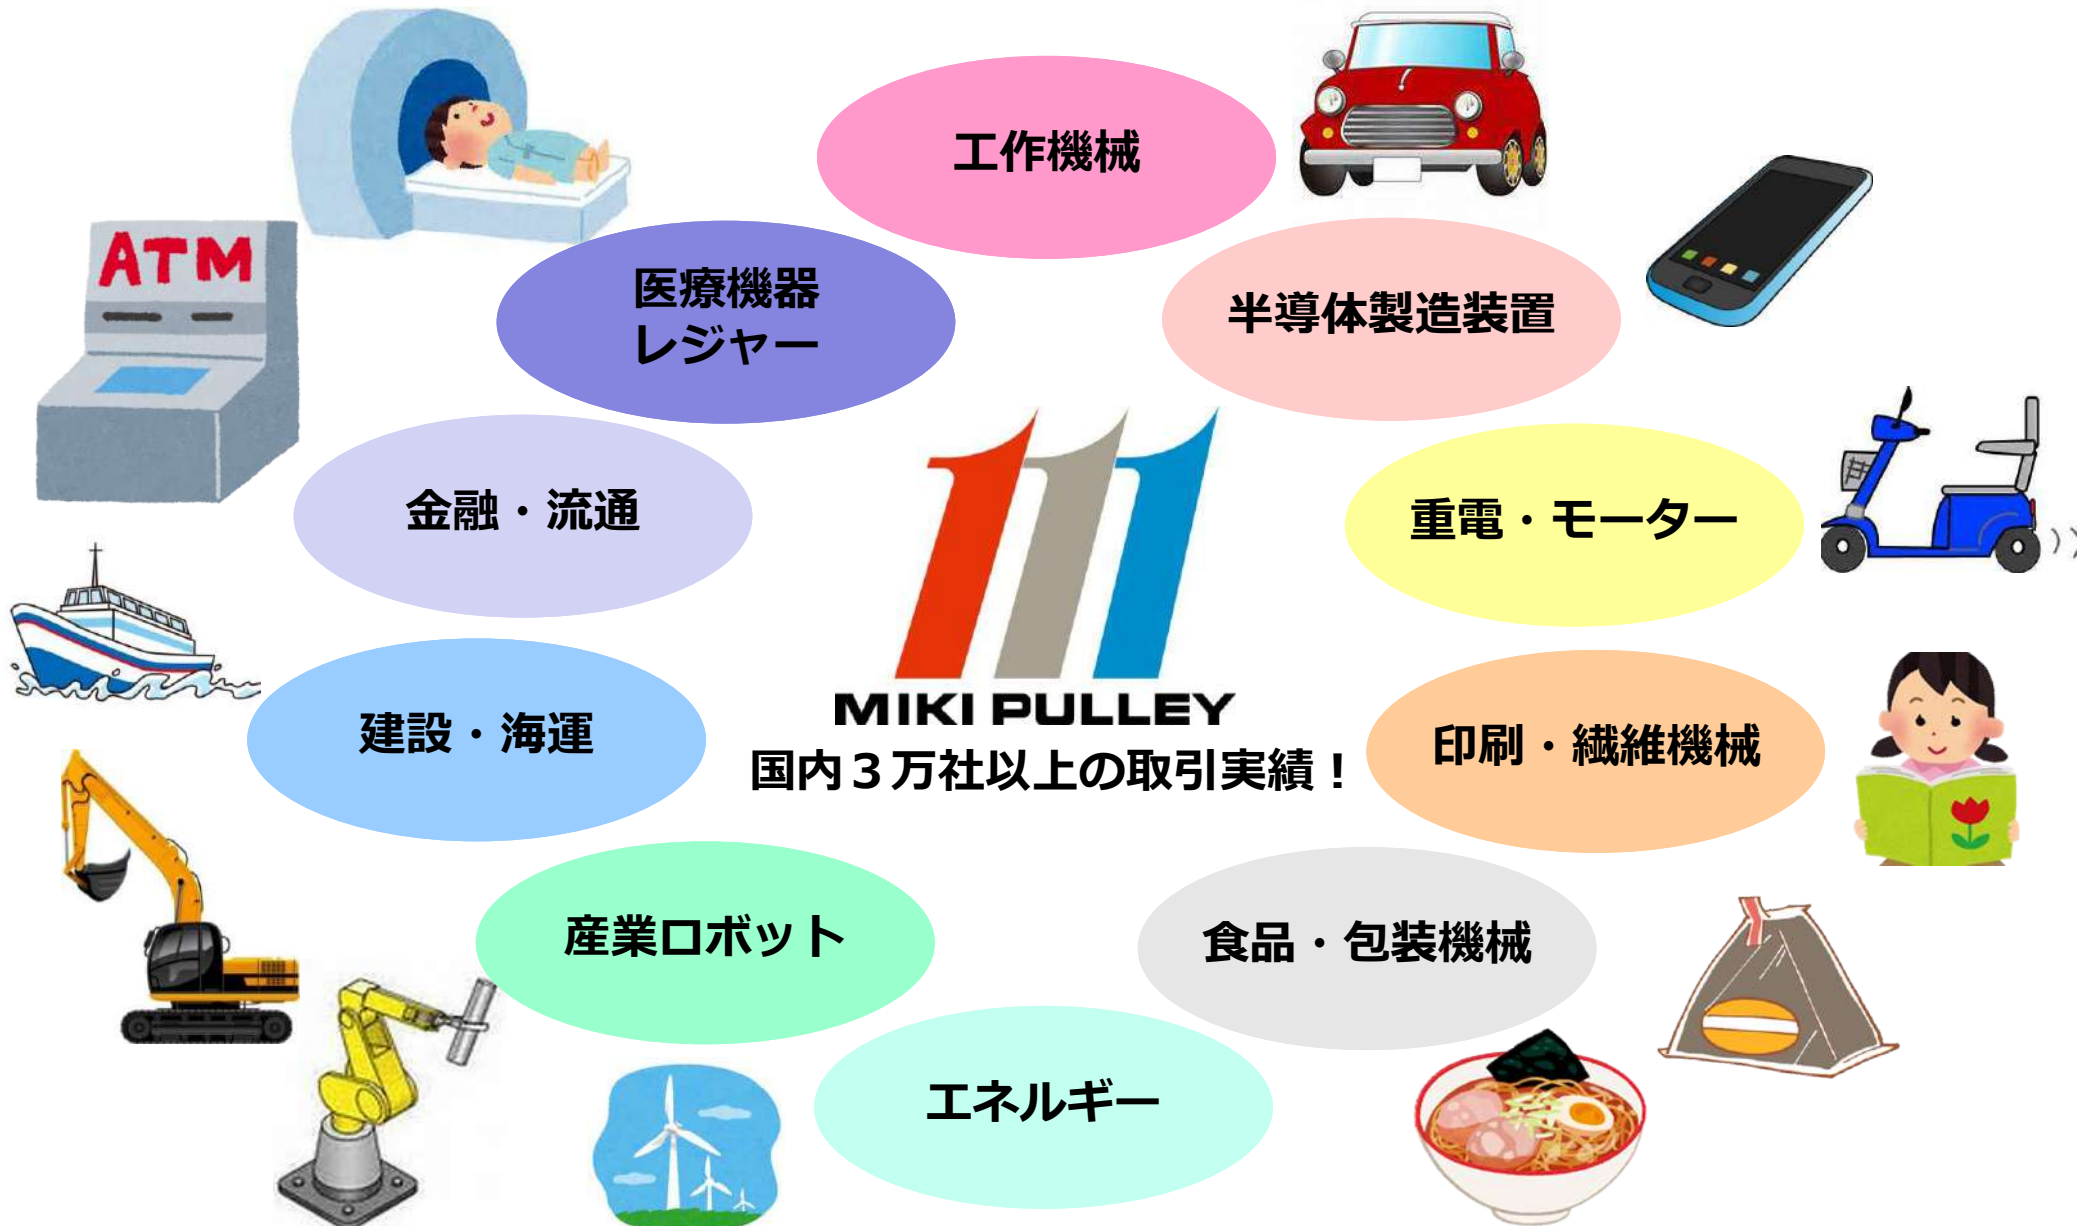 工作機械
医療機器
レジャー
半導体製造装置
ATM
金融・流通
重電・モーター
MIKI PULLEY
国内３万社以上の取引実績！
建設・海運
印刷・繊維機械
産業ロボット
食品・包装機械
エネルギー